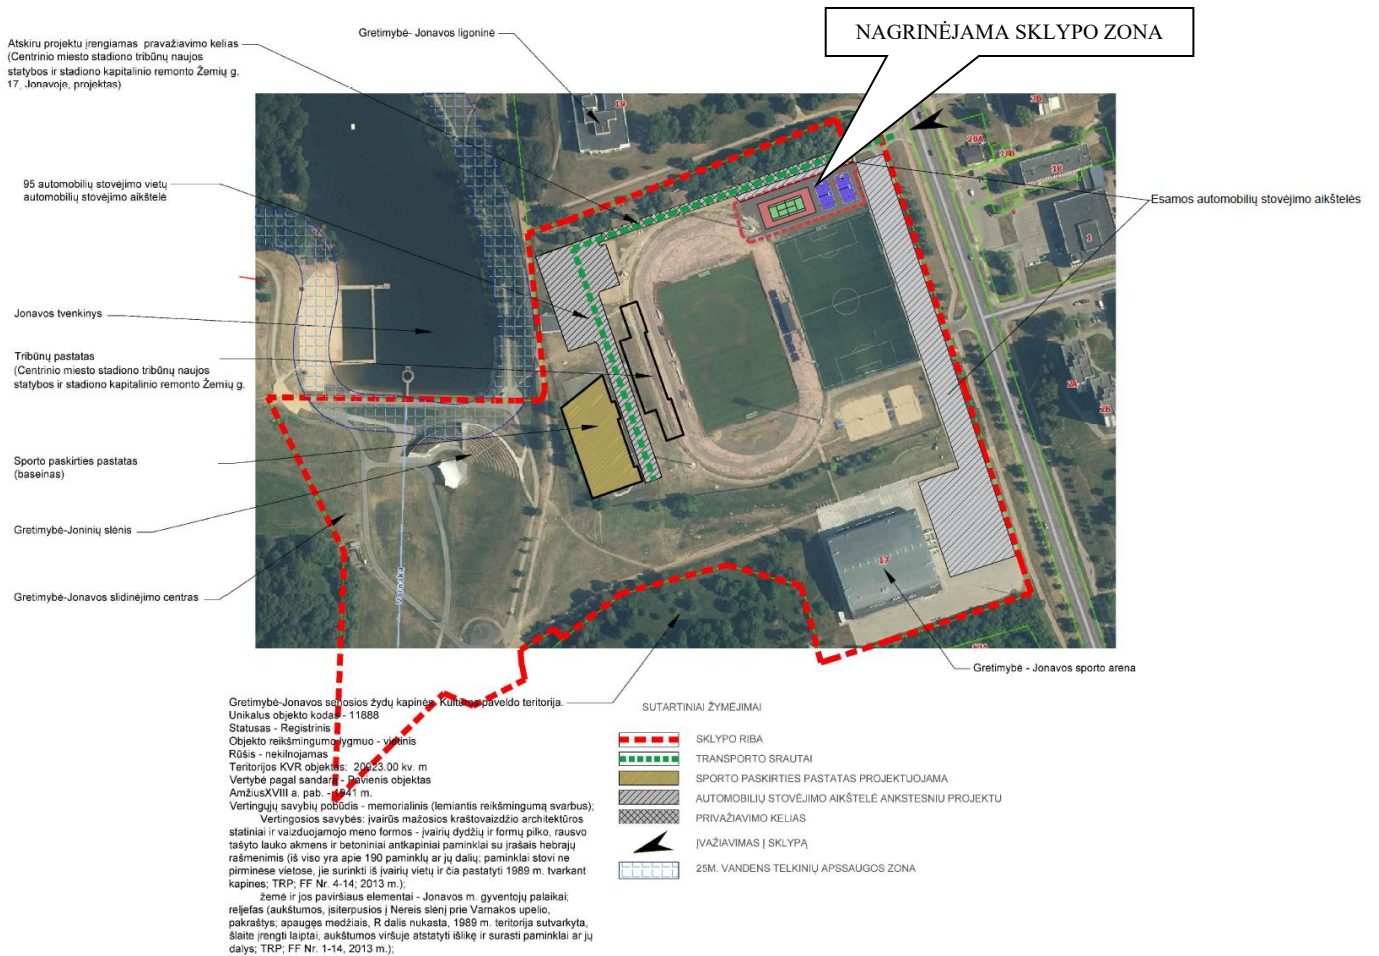 NAGRINĖJAMA SKLYPO ZONA
Gretimybė- Jonavos ligoninė
Atskiru projektu įrengiamas pravažiavimo kelias
(Centrinio miesto stadiono tribūnų naujos
statybos ir stadiono kapitalinio remonto Žemių g.
17, Jonavoje, projektas)
95 automobilių stovėjimo vietų
automobilių stovėjimo aikštelė
Esamos automobilių stovėjimo aikštelės
Jonavos tvenkinys
Tribūnų pastatas
(Centrinio miesto stadiono tribūnų naujos
statybos ir stadiono kapitalinio remonto Žemių g.
Sporto paskirties pastatas
(baseinas)
Gretimybė-Joninių slėnis
Gretimybė-Jonavos slidinėjimo centras
19
20A
18B
18
1
2A
2B
17
Varnaka
Gretimybė - Jonavos sporto arena
Gretimybė-Jonavos senosios žydų kapinės. Kultūros paveldo teritorija.
Unikalus objekto kodas - 11888
Statusas - Registrinis
Objekto reikšmingumo lygmuo - vietinis
Rūšis - nekilnojamas
Teritorijos KVR objektas: 20023.00 kv. m
Vertybė pagal sandarą - Pavienis objektas
AmžiusXVIII a. pab. - 1941 m.
Vertingųjų savybių pobūdis - memorialinis (lemiantis reikšmingumą svarbus);
Vertingosios savybės: įvairūs mažosios kraštovaizdžio architektūros
statiniai ir vaizduojamojo meno formos - įvairių dydžių ir formų pilko, rausvo
tašyto lauko akmens ir betoniniai antkapiniai paminklai su įrašais hebrajų
rašmenimis (iš viso yra apie 190 paminklų ar jų dalių; paminklai stovi ne
pirminėse vietose, jie surinkti iš įvairių vietų ir čia pastatyti 1989 m. tvarkant
kapines; TRP; FF Nr. 4-14; 2013 m.);
žemė ir jos paviršiaus elementai - Jonavos m. gyventojų palaikai;
reljefas (aukštumos, įsiterpusios į Neries slėnį prie Varnakos upelio,
pakraštys; apaugęs medžiais, R dalis nukasta, 1989 m. teritorija sutvarkyta,
šlaite įrengti laiptai, aukštumos viršuje atstatyti išlikę ir surasti paminklai ar jų
dalys; TRP; FF Nr. 1-14, 2013 m.);
SUTARTINIAI ŽYMĖJIMAI
SKLYPO RIBA
TRANSPORTO SRAUTAI
SPORTO PASKIRTIES PASTATAS PROJEKTUOJAMA
AUTOMOBILIŲ STOVĖJIMO AIKŠTELĖ ANKSTESNIU PROJEKTU
PRIVAŽIAVIMO KELIAS
ĮVAŽIAVIMAS Į SKLYPĄ
25M. VANDENS TELKINIŲ APSSAUGOS ZONA